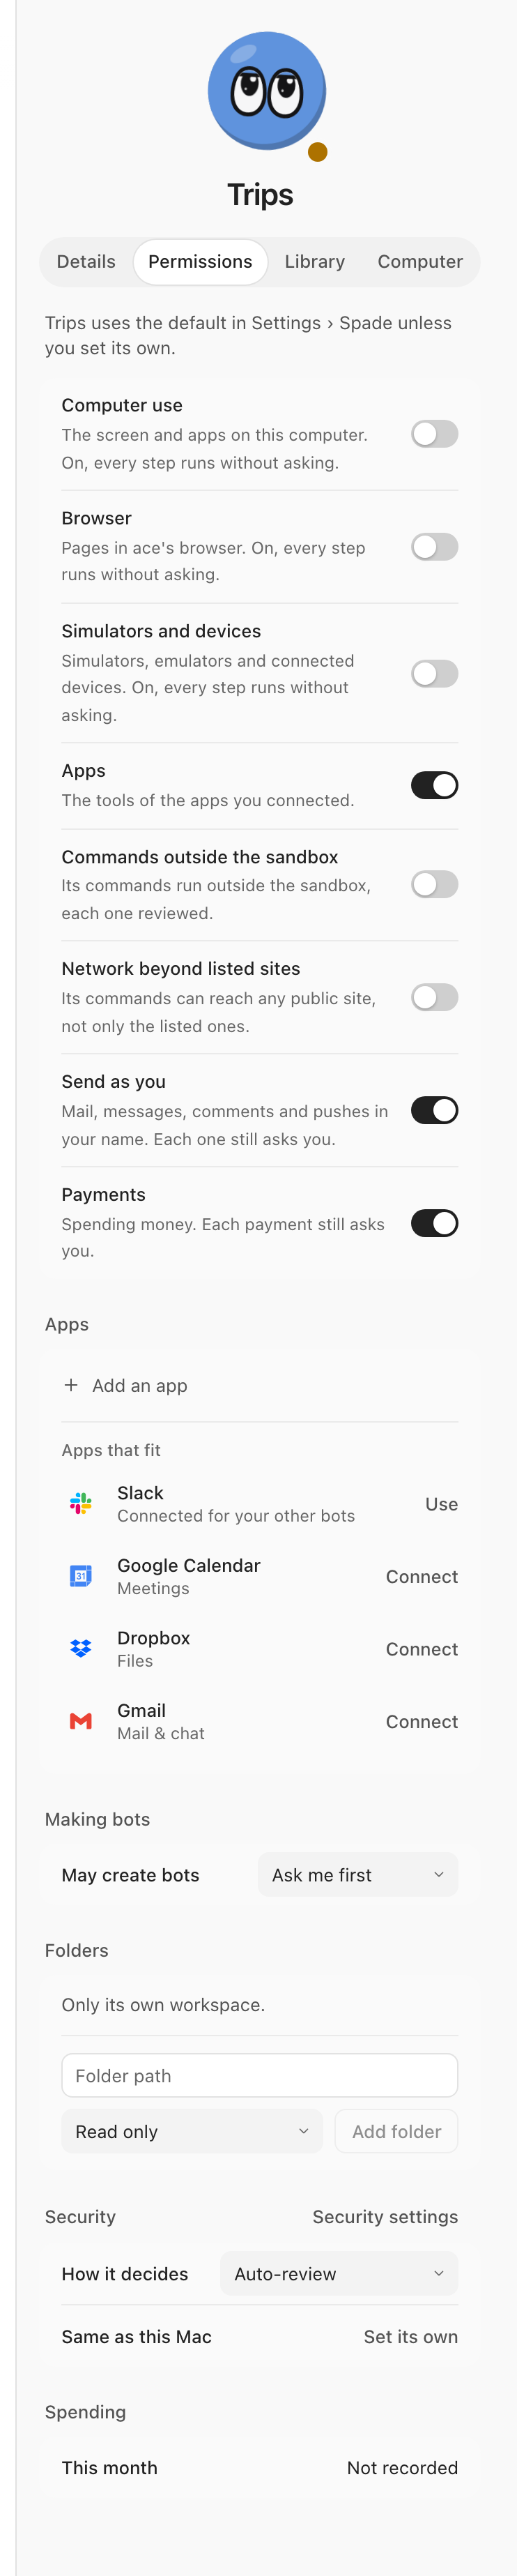 Trips
Details
Permissions
Library
Computer
Trips uses the default in Settings › Spade unless
you set its own.
Computer use
The screen and apps on this computer.
On, every step runs without asking.
Browser
Pages in ace's browser. On, every step
runs without asking.
Simulators and devices
Simulators, emulators and connected
devices. On, every step runs without
asking.
Apps
The tools of the apps you connected.
Commands outside the sandbox
Its commands run outside the sandbox,
each one reviewed.
Network beyond listed sites
Its commands can reach any public site,
not only the listed ones.
Send as you
Mail, messages, comments and pushes in
your name. Each one still asks you.
Payments
Spending money. Each payment still asks
you.
Apps
+ Add an app
Apps that fit
Slack
Connected for your other bots
Use
31
Google Calendar
Meetings
Connect
Dropbox
Files
Connect
Gmail
Mail & chat
Connect
Making bots
May create bots
Ask me first
Folders
Only its own workspace.
Folder path
Read only
Add folder
Security
Security settings
How it decides
Auto-review
Same as this Mac
Set its own
Spending
This month
Not recorded